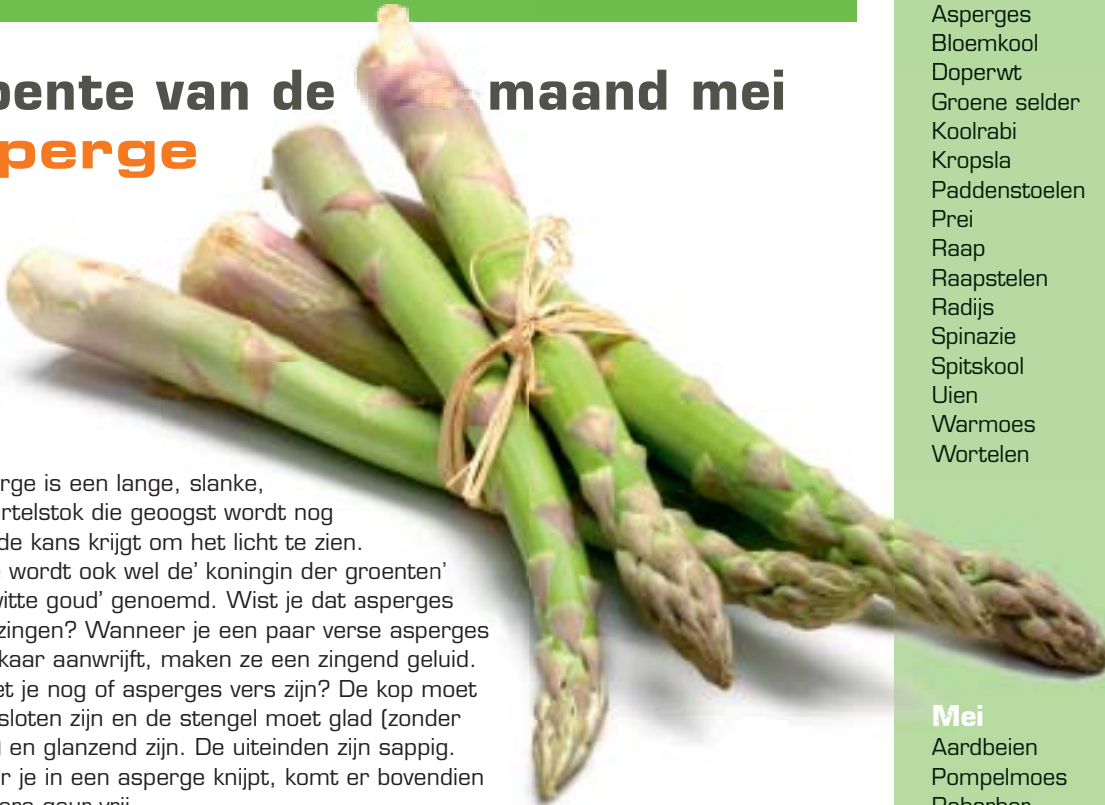 van de maand mei
rge is een lange, slanke,
die geoogst wordt nog
de kans krijgt om het licht te zien.
wordt ook wel de' koningin der groenten'
goud' genoemd. Wist je dat asperges
zingen? Wanneer je een paar verse asperges
kaar aanwrijft, maken ze een zingend geluid.
et je nog of asperges vers zijn? De kop moet
sloten zijn en de stengel moet glad (zonder
) en glanzend zijn. De uiteinden zijn sappig.
r je in een asperge knijpt, komt er bovendien
Asperges
Bloemkool
Doperwt
Groene selder
Koolrabi
Kropsla
Paddenstoelen
Prei
Raap
Raapstelen
Radijs
Spinazie
Spitskool
Uien
Warmoes
Wortelen
Mei
Aardbeien
Pompelmoes